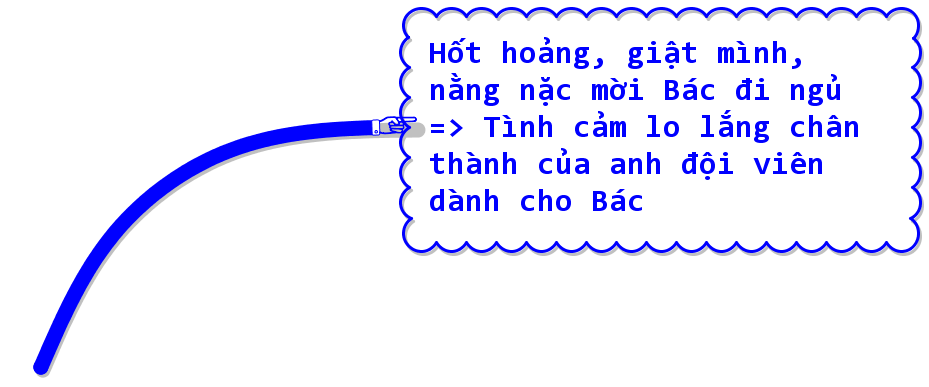 Hốt hoảng, giật mình,
nằng nặc mời Bác đi ngủ
=> Tình cảm lo lắng chân
thành của anh đội viên
dành cho Bác